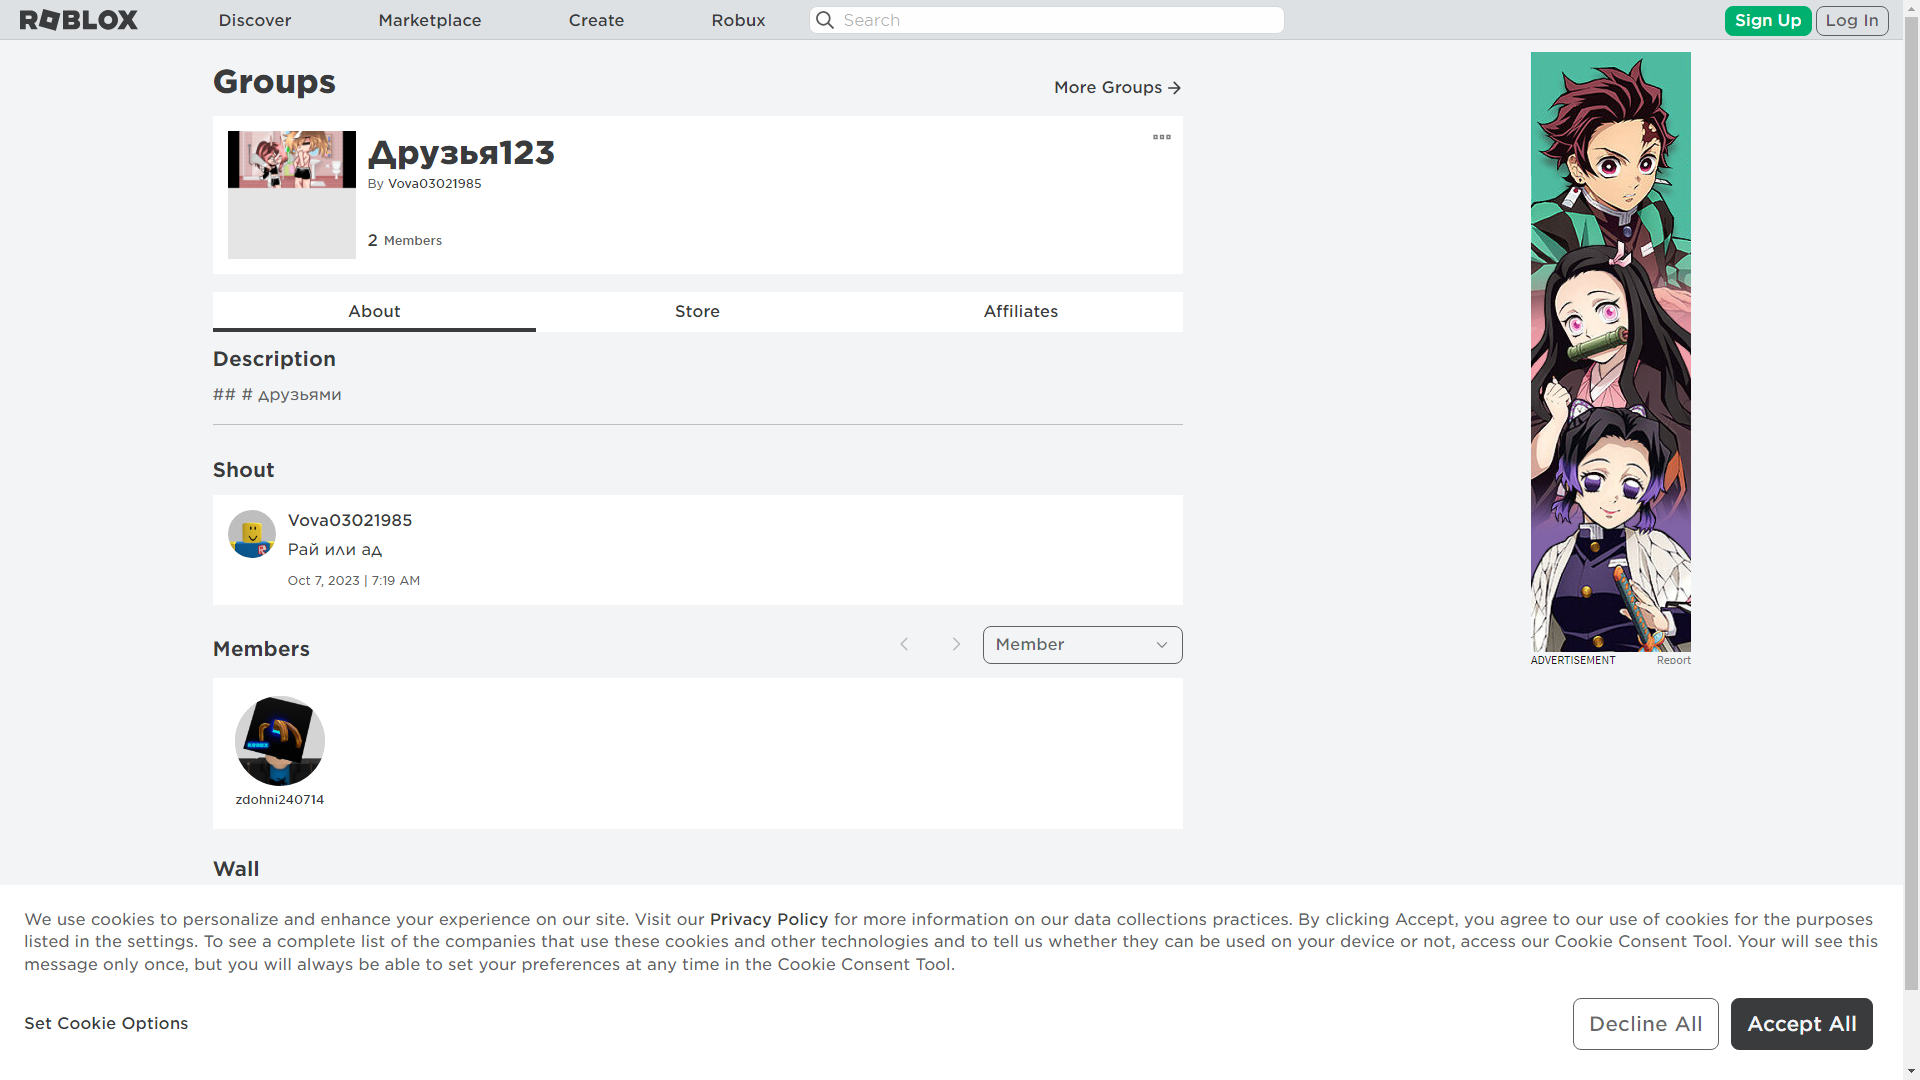 ROBLOX
Discover
Marketplace
Create
Robux
Search
Sign Up
Log In
Groups
More Groups
Друзья123
By Vova03021985
2 Members
About
Store
Affiliates
Description
## # друзьями
Shout
Vova03021985
Рай или ад
Oct 7, 2023 | 7:19 AM
Members
Member
zdohni240714
Wall
ADVERTISEMENT
Report
We use cookies to personalize and enhance your experience on our site. Visit our Privacy Policy for more information on our data collections practices. By clicking Accept, you agree to our use of cookies for the purposes
listed in the settings. To see a complete list of the companies that use these cookies and other technologies and to tell us whether they can be used on your device or not, access our Cookie Consent Tool. Your will see this
message only once, but you will always be able to set your preferences at any time in the Cookie Consent Tool.
Set Cookie Options
Decline All
Accept All